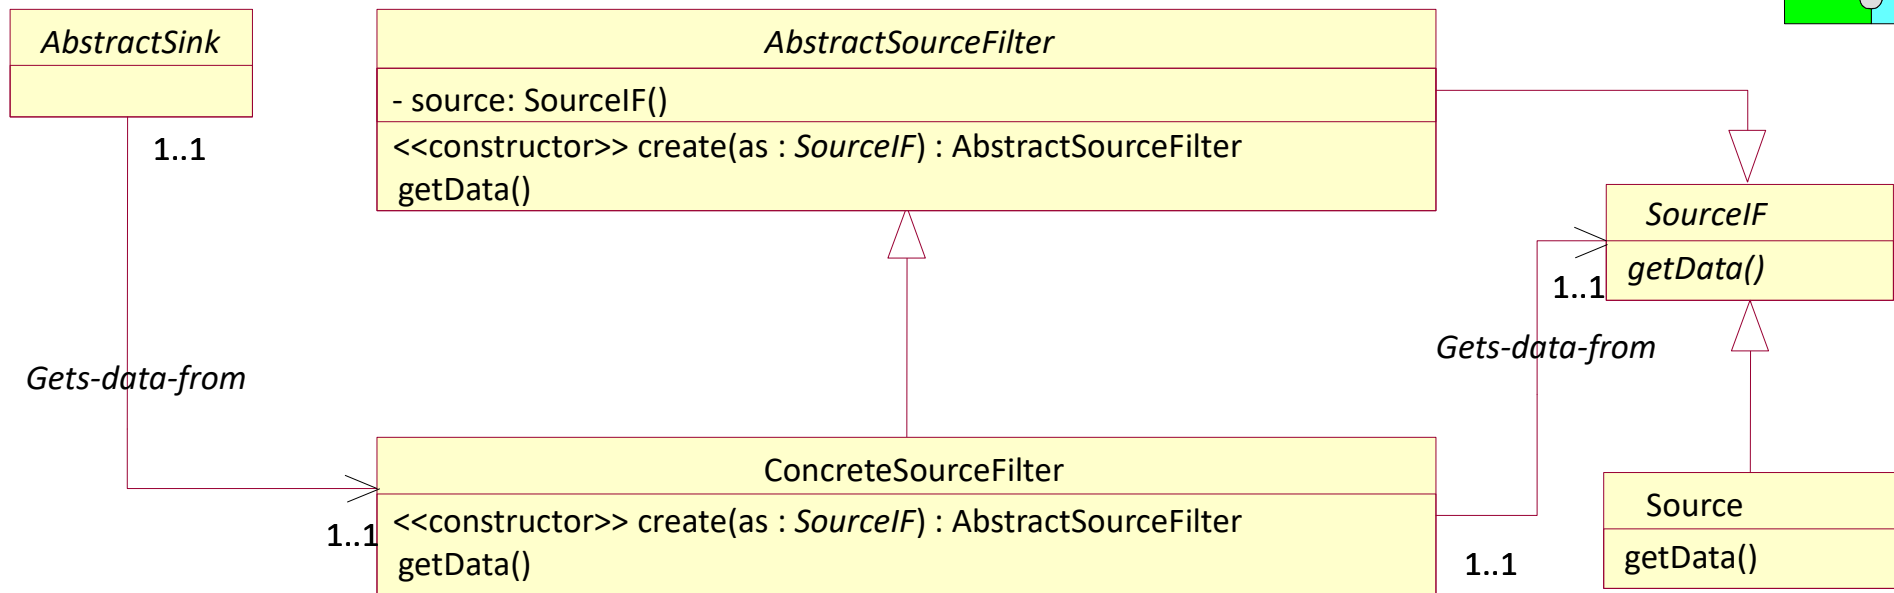 AbstractSink
1..1
Gets-data-from
AbstractSourceFilter
- source: SourceIF()
<<constructor>> create(as : SourceIF) : AbstractSourceFilter
getData()
SourceIF
getData()
1..1
Gets-data-from
1..1
ConcreteSourceFilter
<<constructor>> create(as : SourceIF) : AbstractSourceFilter
getData()
1..1
Source
getData()